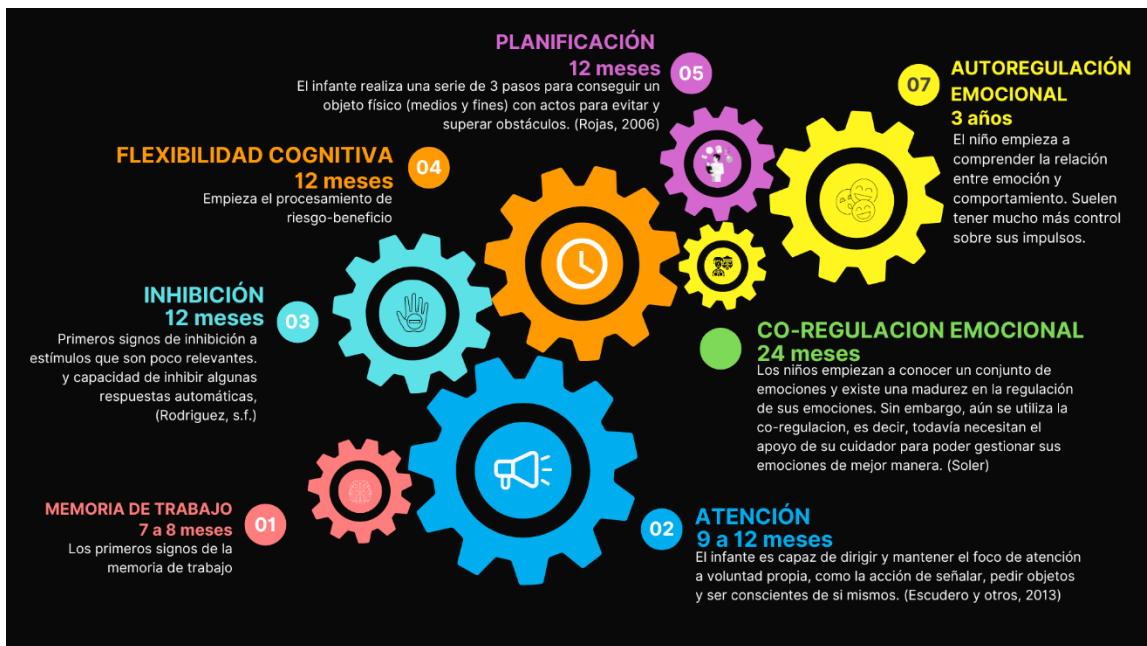 PLANIFICACIÓN
12 meses
05
El infante realiza una serie de 3 pasos para conseguir un
objeto físico (medios y fines) con actos para evitar y
superar obstáculos. (Rojas, 2006)
07
AUTOREGULACIÓN
EMOCIONAL
3 años
El niño empieza a
comprender la relación
entre emoción y
comportamiento. Suelen
tener mucho más control
sobre sus impulsos.
FLEXIBILIDAD COGNITIVA
12 meses
04
Empieza el procesamiento de
riesgo-beneficio
INHIBICIÓN
12 meses
03
Primeros signos de inhibición a
estímulos que son poco relevantes.
y capacidad de inhibir algunas
respuestas automáticas,
(Rodriguez, s.f.)
CO-REGULACION EMOCIONAL
24 meses
Los niños empiezan a conocer un conjunto de
emociones y existe una madurez en la regulación
de sus emociones. Sin embargo, aún se utiliza la
co-regulacion, es decir, todavía necesitan el
apoyo de su cuidador para poder gestionar sus
emociones de mejor manera. (Soler)
MEMORIA DE TRABAJO
7 a 8 meses
01
Los primeros signos de la
memoria de trabajo
02
ATENCIÓN
9 a 12 meses
El infante es capaz de dirigir y mantener el foco de atención
a voluntad propia, como la acción de señalar, pedir objetos
y ser conscientes de si mismos. (Escudero y otros, 2013)